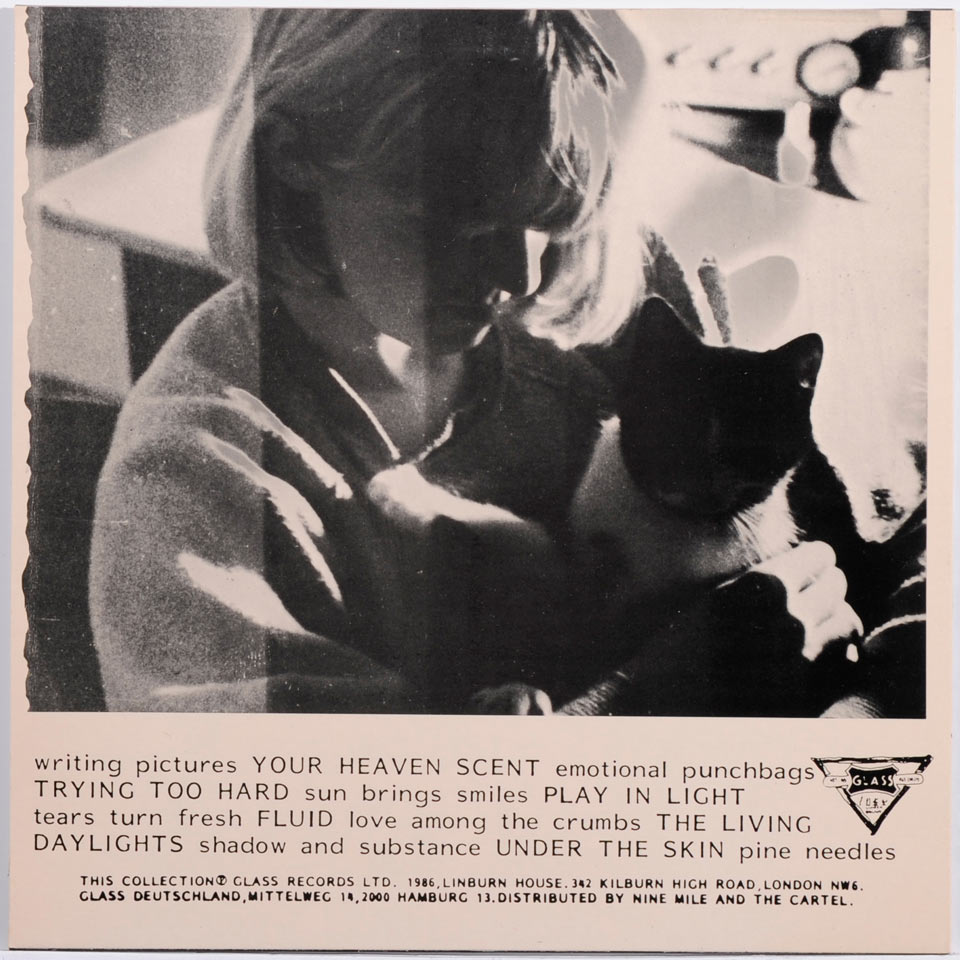 writing pictures YOUR HEAVEN SCENT emotional punchbags
TRYING TOO HARD sun brings smiles PLAY IN LIGHT
tears turn fresh FLUID love among the crumbs THE LIVING
DAYLIGHTS shadow and substance UNDER THE SKIN pine needles
GLASS
THIS COLLECTION Ⓟ GLASS RECORDS LTD. 1986, LINBURN HOUSE. 342 KILBURN HIGH ROAD, LONDON NW6.
GLASS DEUTSCHLAND, MITTELWEG 14, 2000 HAMBURG 13. DISTRIBUTED BY NINE MILE AND THE CARTEL.